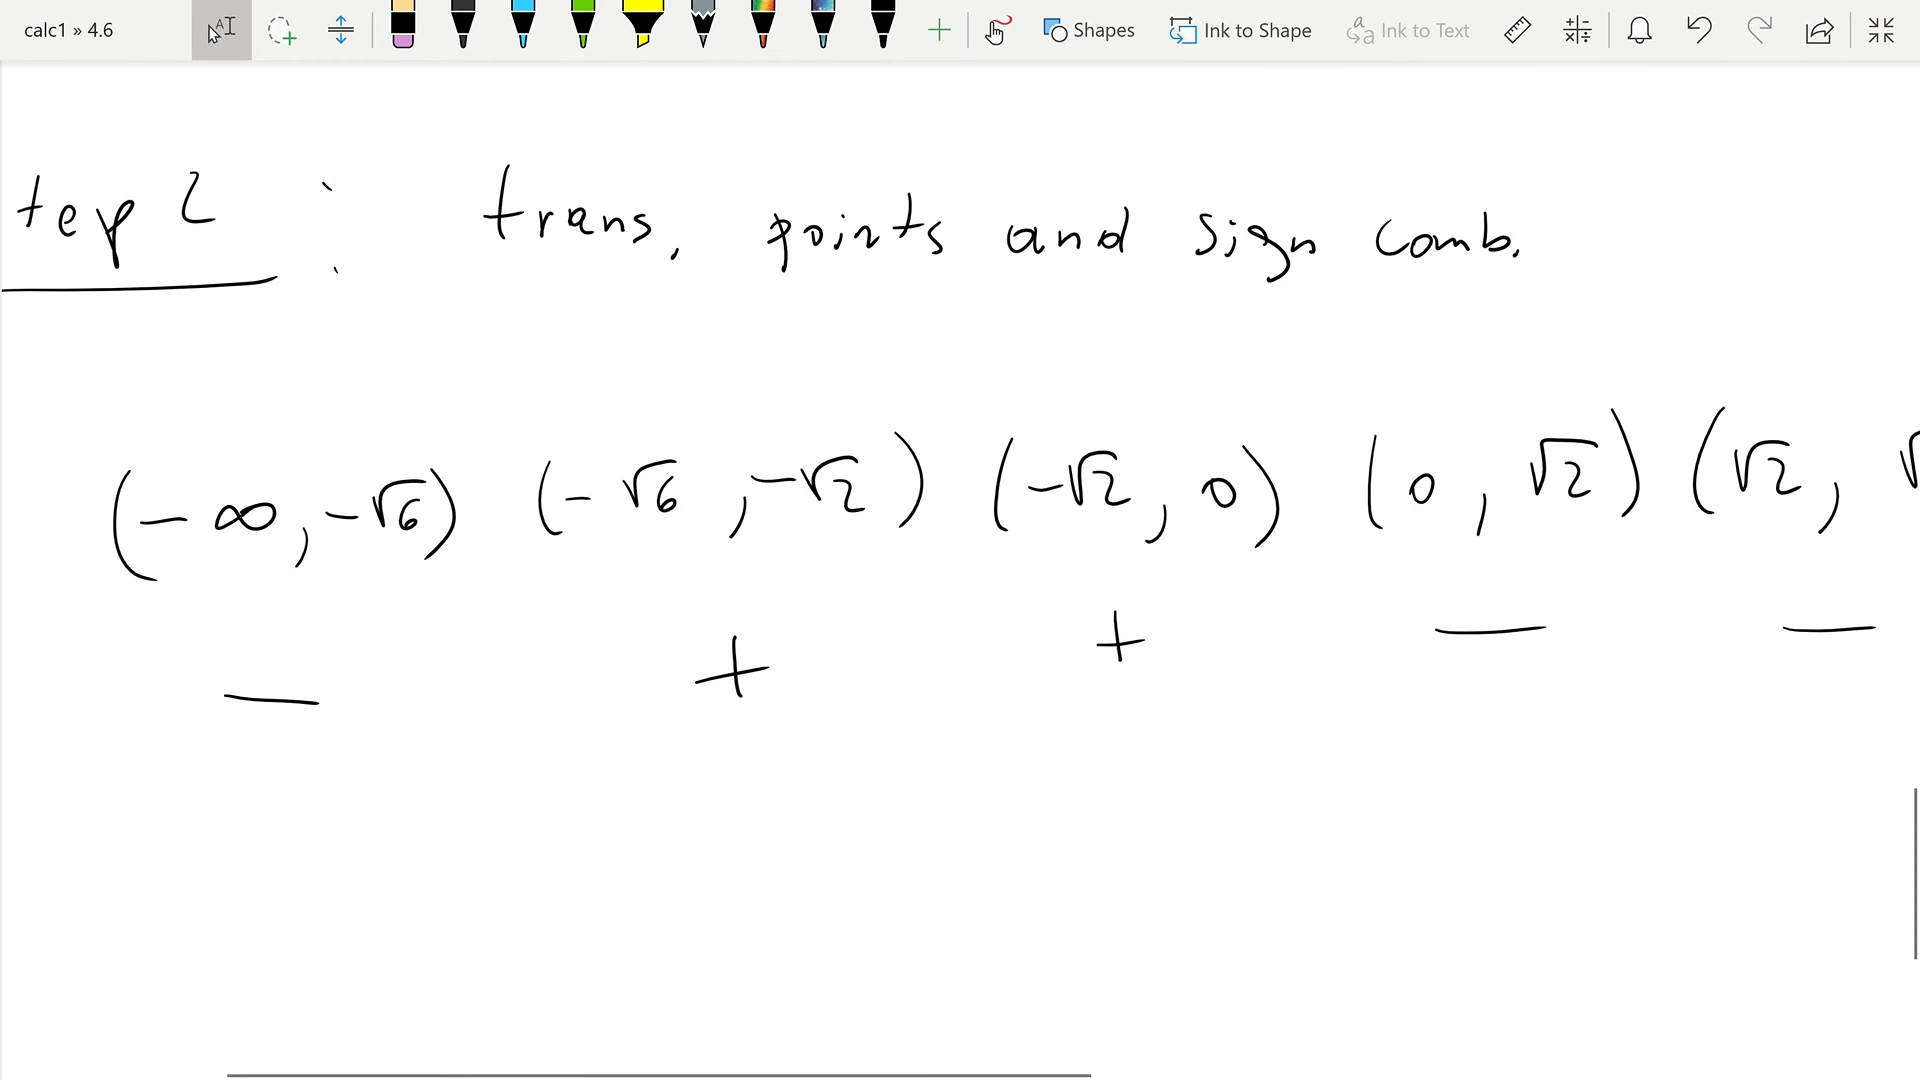 calc1 » 4.6 Shapes Ink to Shape Ink to Text
tep 2 : trans. points and sign comb.
(-∞, -√6) (-√6, -√2) (-√2, 0) (0, √2) (√2, √
— + + — —